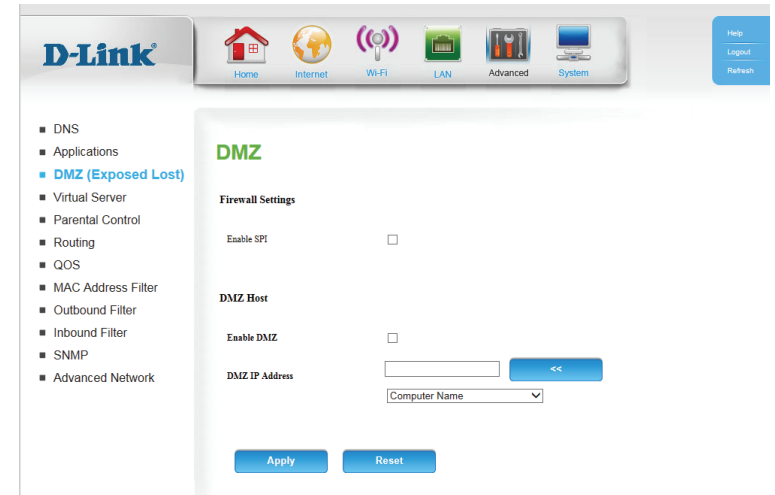 D-Link
Home
Internet
Wi-Fi
LAN
Advanced
System
Help
Logout
Refresh
DNS
Applications
DMZ (Exposed Lost)
Virtual Server
Parental Control
Routing
QOS
MAC Address Filter
Outbound Filter
Inbound Filter
SNMP
Advanced Network
DMZ
Firewall Settings
Enable SPI
DMZ Host
Enable DMZ
DMZ IP Address
<<
Computer Name
Apply
Reset